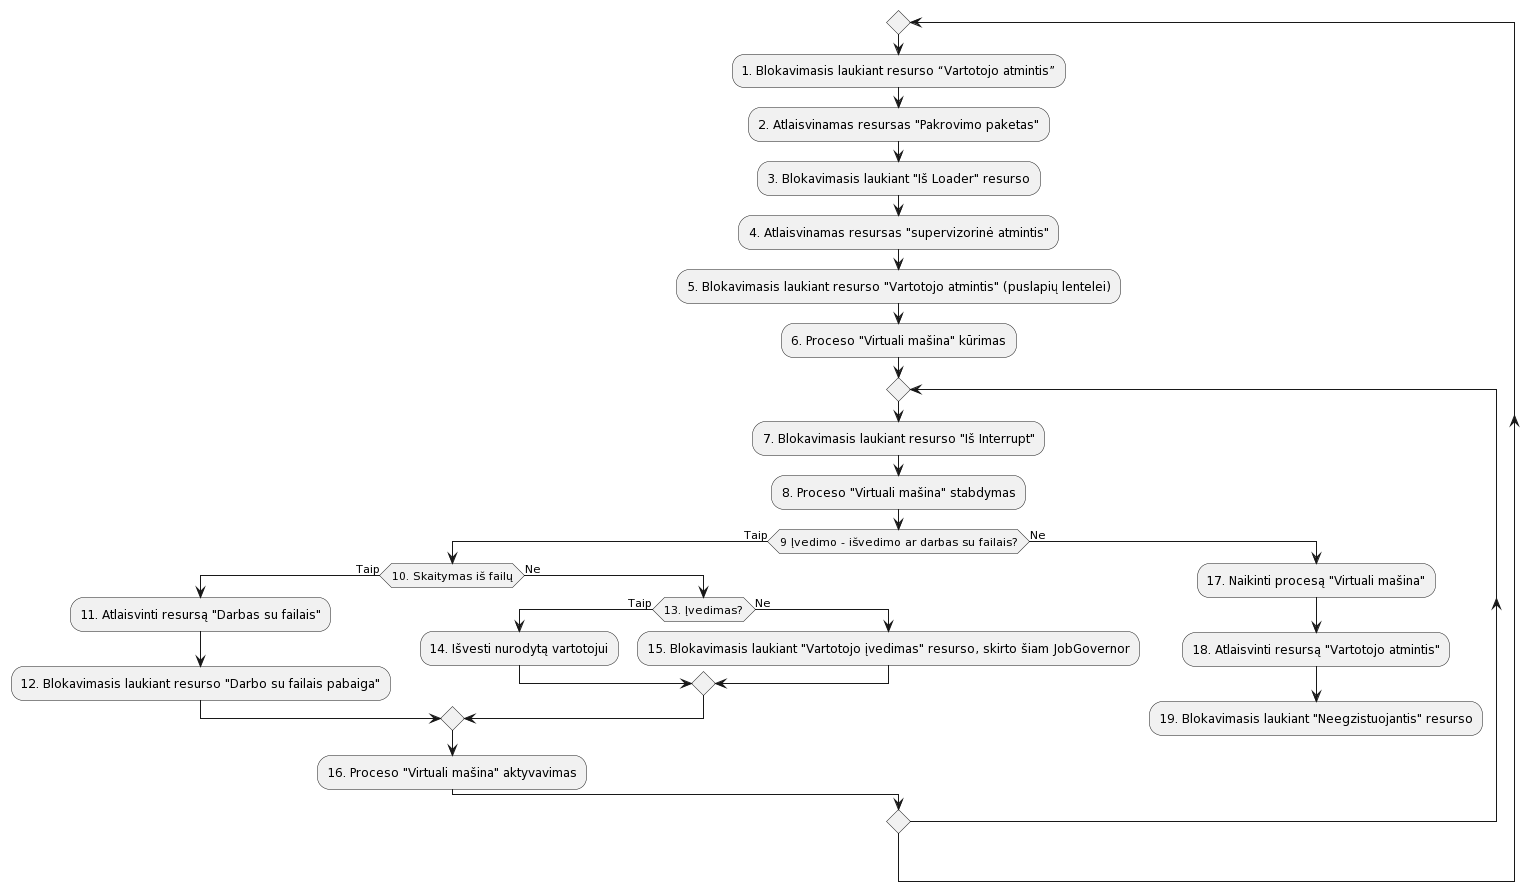 1. Blokavimasis laukiant resurso “Vartotojo atmintis”
2. Atlaisvinamas resursas "Pakrovimo paketas"
3. Blokavimasis laukiant "Iš Loader" resurso
4. Atlaisvinamas resursas "supervizorinė atmintis"
5. Blokavimasis laukiant resurso "Vartotojo atmintis" (puslapių lentelei)
6. Proceso "Virtuali mašina" kūrimas
7. Blokavimasis laukiant resurso "Iš Interrupt"
8. Proceso "Virtuali mašina" stabdymas
Taip
9 Įvedimo - išvedimo ar darbas su failais?
Ne
Taip
10. Skaitymas iš failų
Ne
11. Atlaisvinti resursą "Darbas su failais"
12. Blokavimasis laukiant resurso "Darbo su failais pabaiga"
Taip
13. Įvedimas?
Ne
14. Išvesti nurodytą vartotojui
15. Blokavimasis laukiant "Vartotojo įvedimas" resurso, skirto šiam JobGovernor
16. Proceso "Virtuali mašina" aktyvavimas
17. Naikinti procesą "Virtuali mašina"
18. Atlaisvinti resursą "Vartotojo atmintis"
19. Blokavimasis laukiant "Neegzistuojantis" resurso